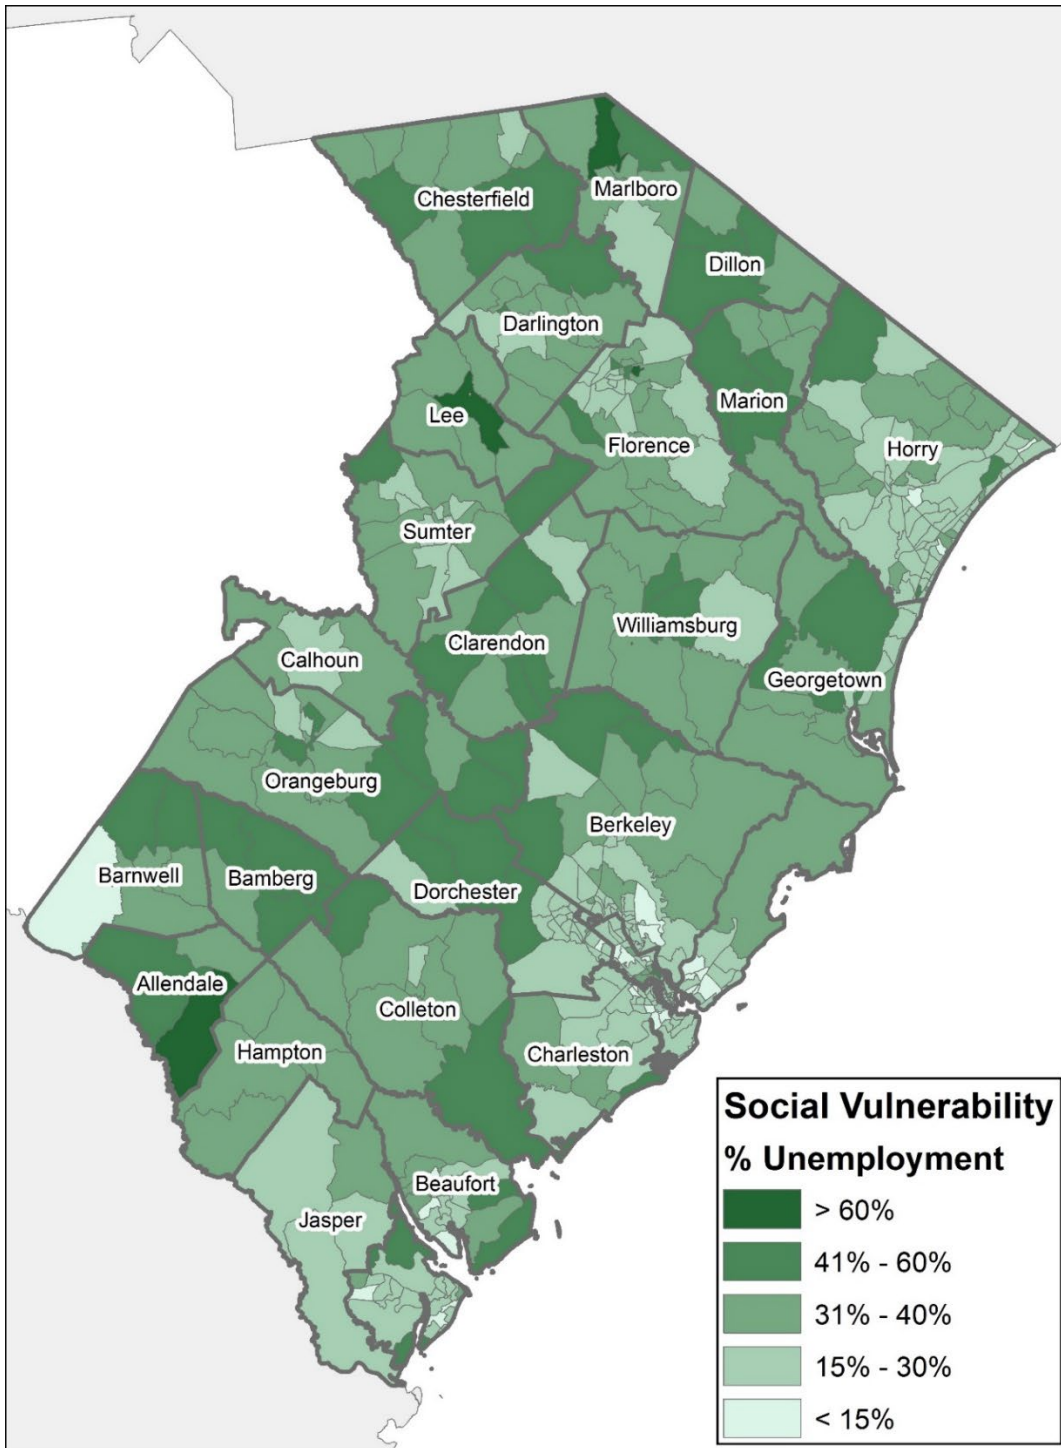 Chesterfield
Marlboro
Dillon
Darlington
Lee
Marion
Florence
Horry
Sumter
Williamsburg
Clarendon
Calhoun
Georgetown
Orangeburg
Berkeley
Barnwell
Bamberg
Dorchester
Allendale
Colleton
Hampton
Charleston
Beaufort
Jasper
Social Vulnerability
% Unemployment
> 60%
41% - 60%
31% - 40%
15% - 30%
< 15%